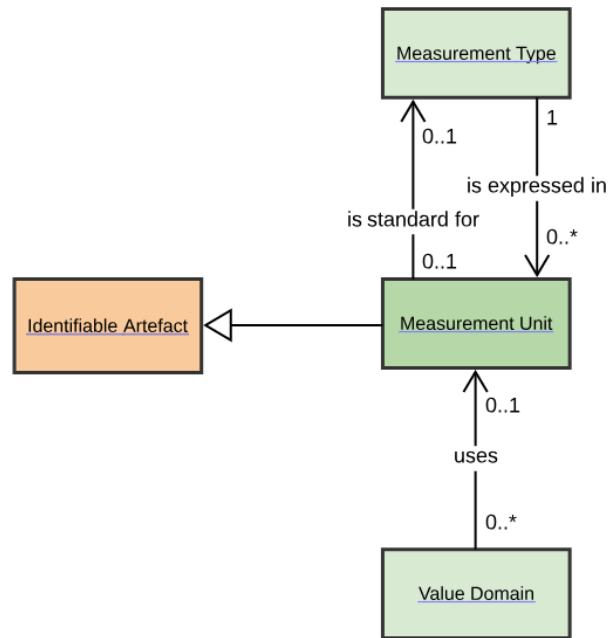 Measurement Type
0..1
1
is expressed in
is standard for
0..*
0..1
Identifiable Artefact
Measurement Unit
0..1
uses
0..*
Value Domain